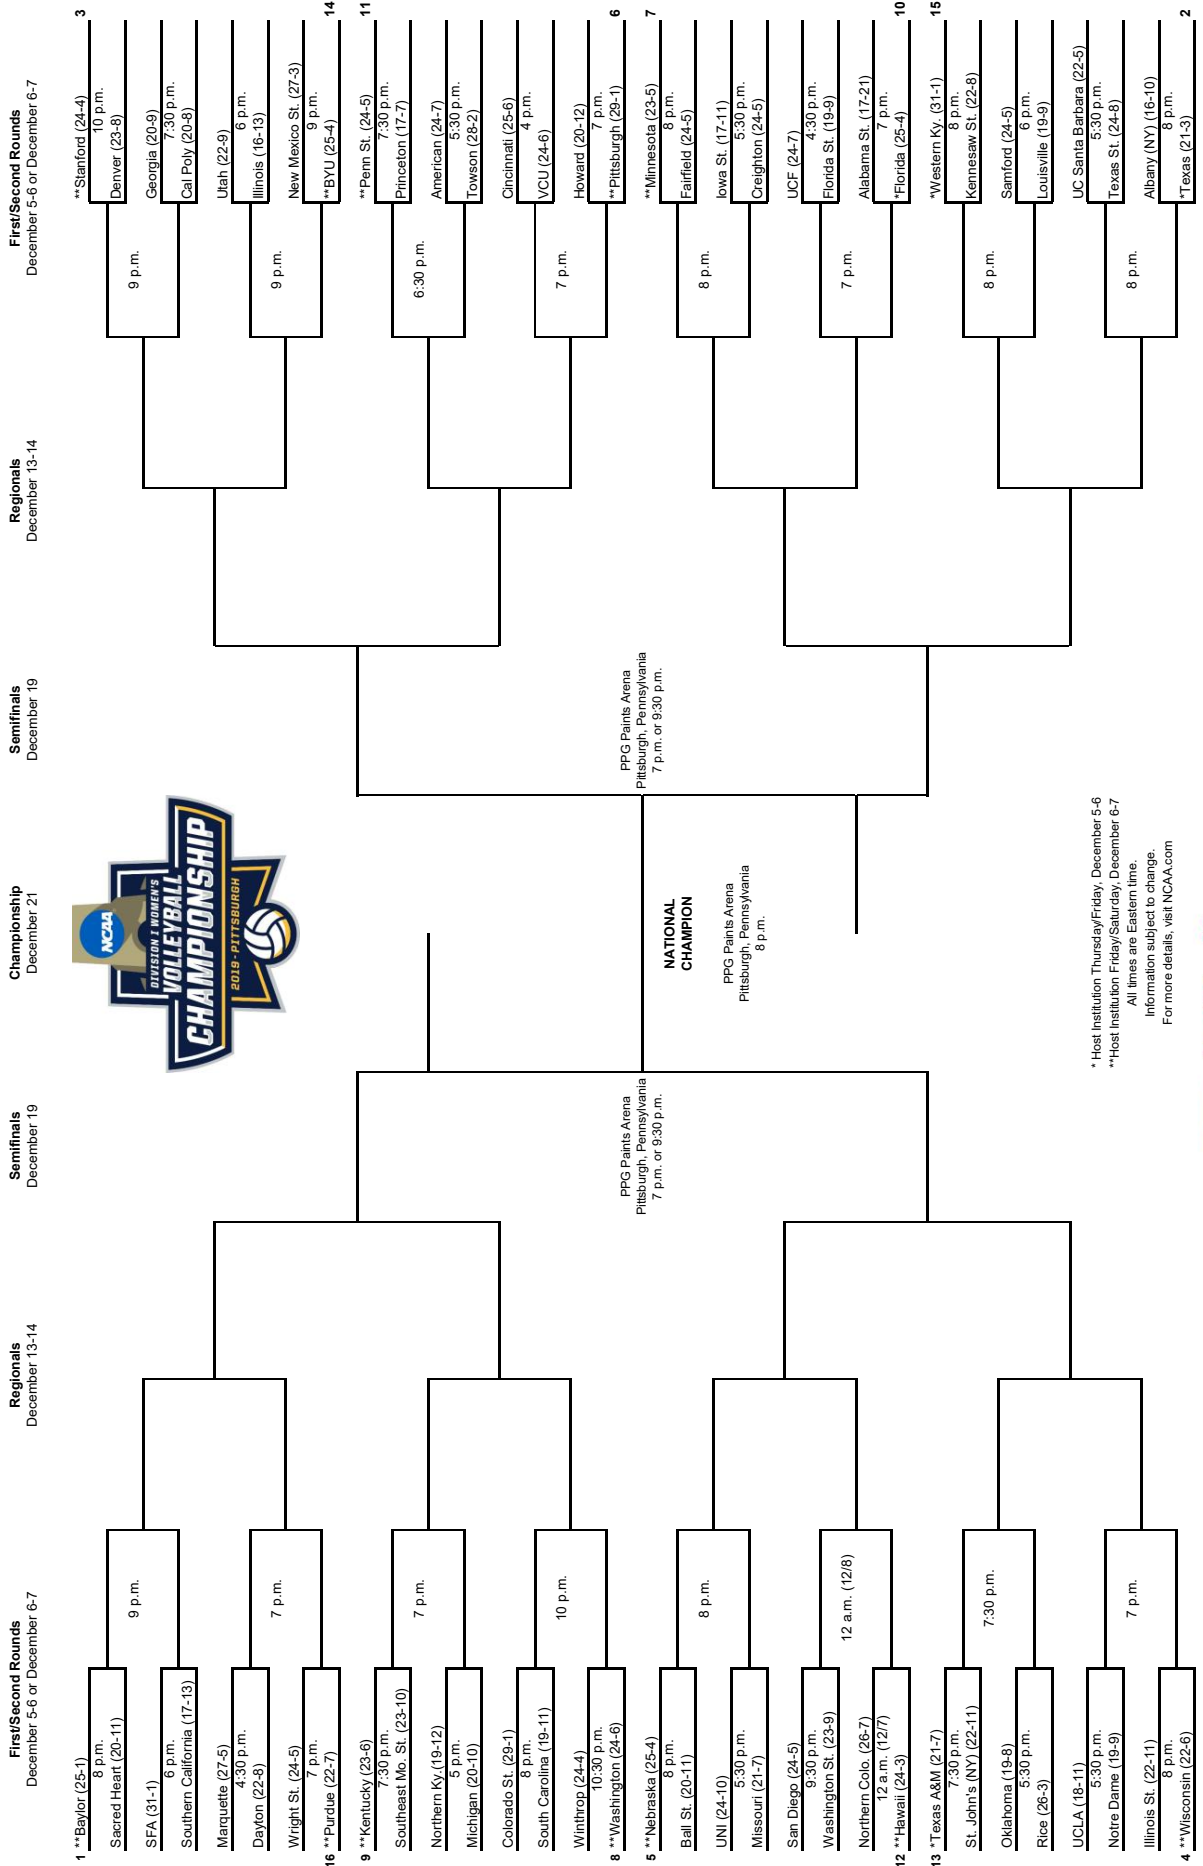 First/Second Rounds
December 5-6 or December 6-7
Regionals
December 13-14
Semifinals
December 19
Championship
December 21
Semifinals
December 19
Regionals
December 13-14
First/Second Rounds
December 5-6 or December 6-7
1 **Baylor (25-1)
8 p.m.
Sacred Heart (20-11)
9 p.m.
SFA (31-1)
6 p.m.
Southern California (17-13)
Marquette (27-5)
4:30 p.m.
Dayton (22-8)
7 p.m.
Wright St. (24-5)
7 p.m.
16 **Purdue (22-7)
9 **Kentucky (23-6)
7:30 p.m.
Southeast Mo. St. (23-10)
7 p.m.
Northern Ky.(19-12)
5 p.m.
Michigan (20-10)
Colorado St. (29-1)
8 p.m.
South Carolina (19-11)
10 p.m.
Winthrop (24-4)
10:30 p.m.
8 **Washington (24-6)
5 **Nebraska (25-4)
8 p.m.
Ball St. (20-11)
8 p.m.
UNI (24-10)
5:30 p.m.
Missouri (21-7)
San Diego (24-5)
9:30 p.m.
Washington St. (23-9)
12 a.m. (12/8)
Northern Colo. (26-7)
12 a.m. (12/7)
12 **Hawaii (24-3)
13 *Texas A&M (21-7)
7:30 p.m.
St. John's (NY) (22-11)
7:30 p.m.
Oklahoma (19-8)
5:30 p.m.
Rice (26-3)
UCLA (18-11)
5:30 p.m.
Notre Dame (19-9)
7 p.m.
Illinois St. (22-11)
8 p.m.
4 **Wisconsin (22-6)
PPG Paints Arena
Pittsburgh, Pennsylvania
7 p.m. or 9:30 p.m.
NCAA
DIVISION I WOMEN'S
VOLLEYBALL
CHAMPIONSHIP
2019 - PITTSBURGH
NATIONAL
CHAMPION
PPG Paints Arena
Pittsburgh, Pennsylvania
8 p.m.
* Host Institution Thursday/Friday, December 5-6
**Host Institution Friday/Saturday, December 6-7
All times are Eastern time.
Information subject to change.
For more details, visit NCAA.com
PPG Paints Arena
Pittsburgh, Pennsylvania
7 p.m. or 9:30 p.m.
**Stanford (24-4) 3
10 p.m.
Denver (23-8)
9 p.m.
Georgia (20-9)
7:30 p.m.
Cal Poly (20-8)
Utah (22-9)
6 p.m.
Illinois (16-13)
9 p.m.
New Mexico St. (27-3)
9 p.m.
**BYU (25-4) 14
**Penn St. (24-5) 11
7:30 p.m.
Princeton (17-7)
6:30 p.m.
American (24-7)
5:30 p.m.
Towson (28-2)
Cincinnati (25-6)
4 p.m.
VCU (24-6)
7 p.m.
Howard (20-12)
7 p.m.
**Pittsburgh (29-1) 6
**Minnesota (23-5) 7
8 p.m.
Fairfield (24-5)
8 p.m.
Iowa St. (17-11)
5:30 p.m.
Creighton (24-5)
UCF (24-7)
4:30 p.m.
Florida St. (19-9)
7 p.m.
Alabama St. (17-21)
7 p.m.
*Florida (25-4) 10
*Western Ky. (31-1) 15
8 p.m.
Kennesaw St. (22-8)
8 p.m.
Samford (24-5)
6 p.m.
Louisville (19-9)
UC Santa Barbara (22-5)
5:30 p.m.
Texas St. (24-8)
8 p.m.
Albany (NY) (16-10)
8 p.m.
*Texas (21-3) 2